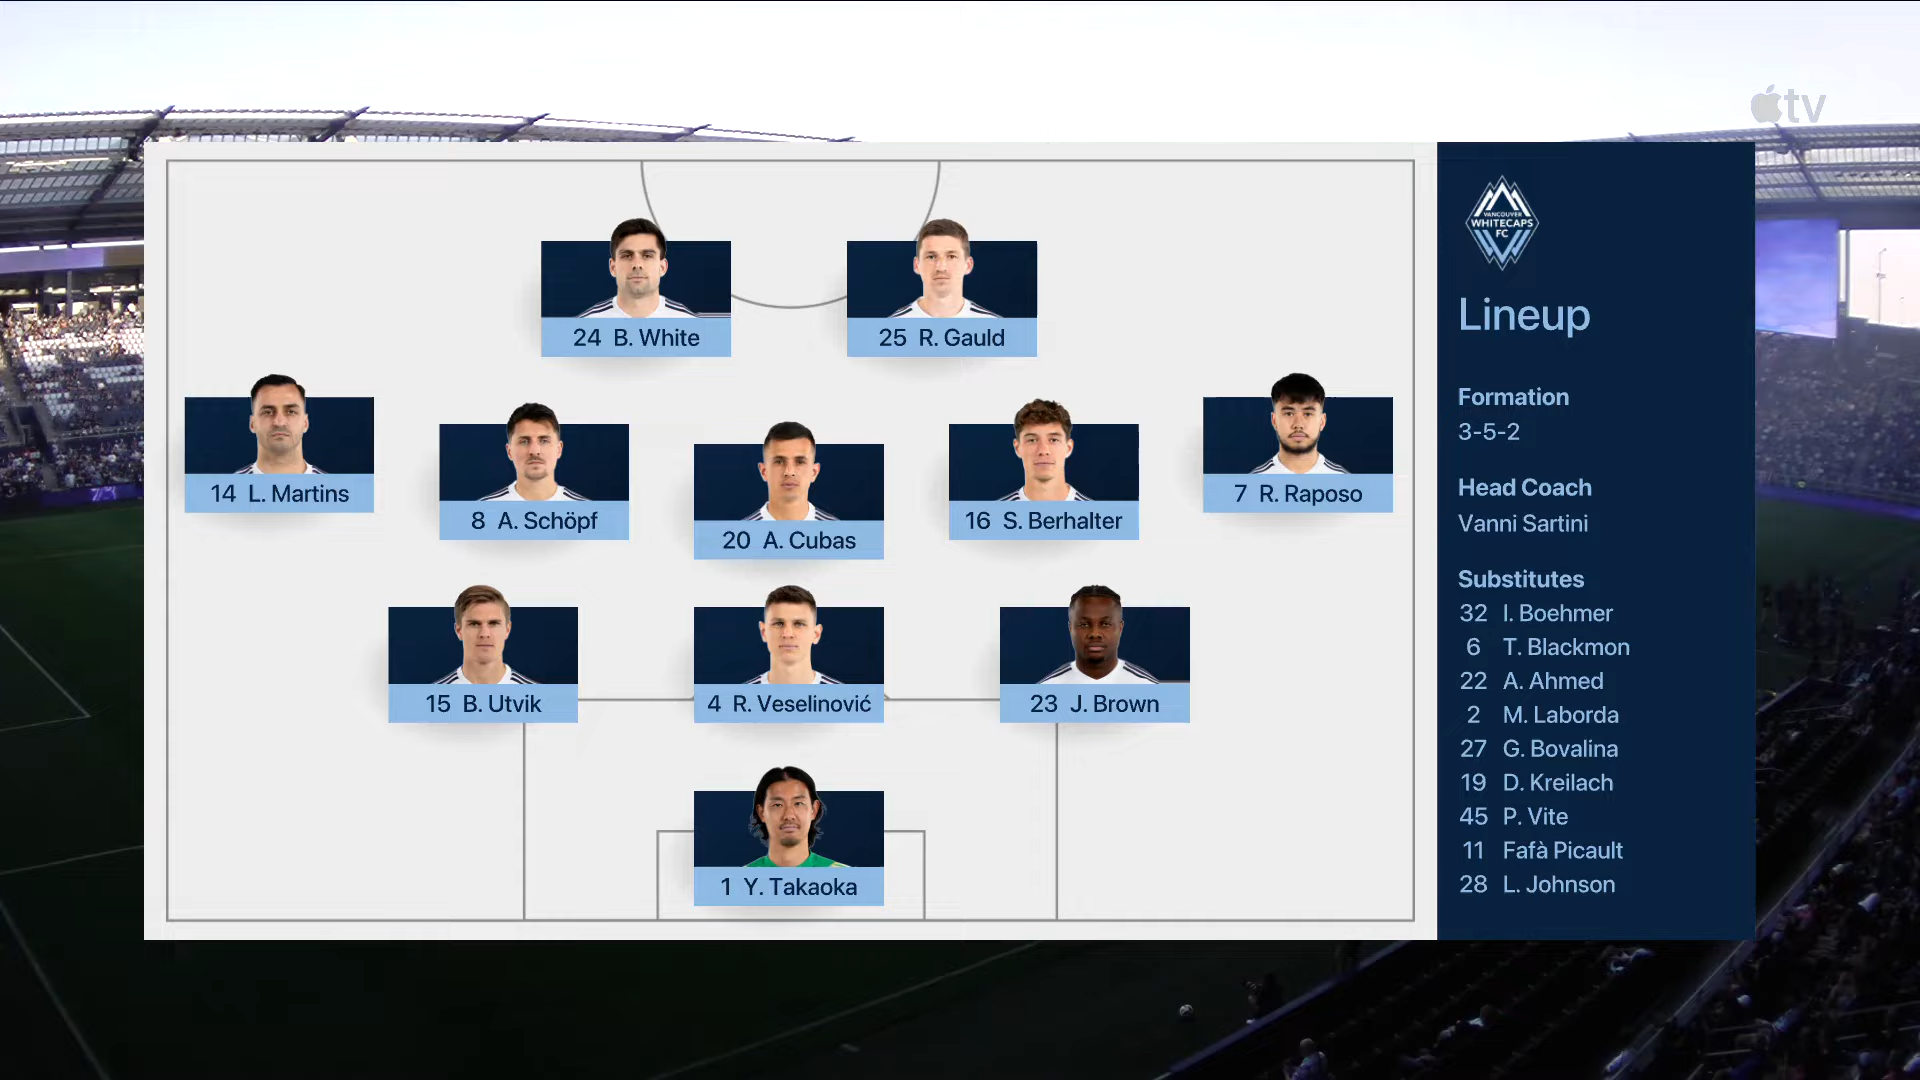 tv
24 B. White
25 R. Gauld
14 L. Martins
8 A. Schöpf
20 A. Cubas
16 S. Berhalter
7 R. Raposo
15 B. Utvik
4 R. Veselinović
23 J. Brown
1 Y. Takaoka
VANCOUVER
WHITECAPS
FC
Lineup
Formation
3-5-2
Head Coach
Vanni Sartini
Substitutes
32 I. Boehmer
6 T. Blackmon
22 A. Ahmed
2 M. Laborda
27 G. Bovalina
19 D. Kreilach
45 P. Vite
11 Fafà Picault
28 L. Johnson